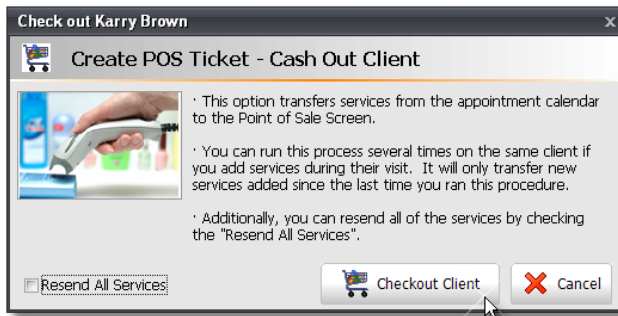 Check out Karry Brown
x
Create POS Ticket - Cash Out Client
· This option transfers services from the appointment calendar
to the Point of Sale Screen.
· You can run this process several times on the same client if
you add services during their visit.  It will only transfer new
services added since the last time you ran this procedure.
· Additionally, you can resend all of the services by checking
the "Resend All Services".
Resend All Services
Checkout Client
Cancel